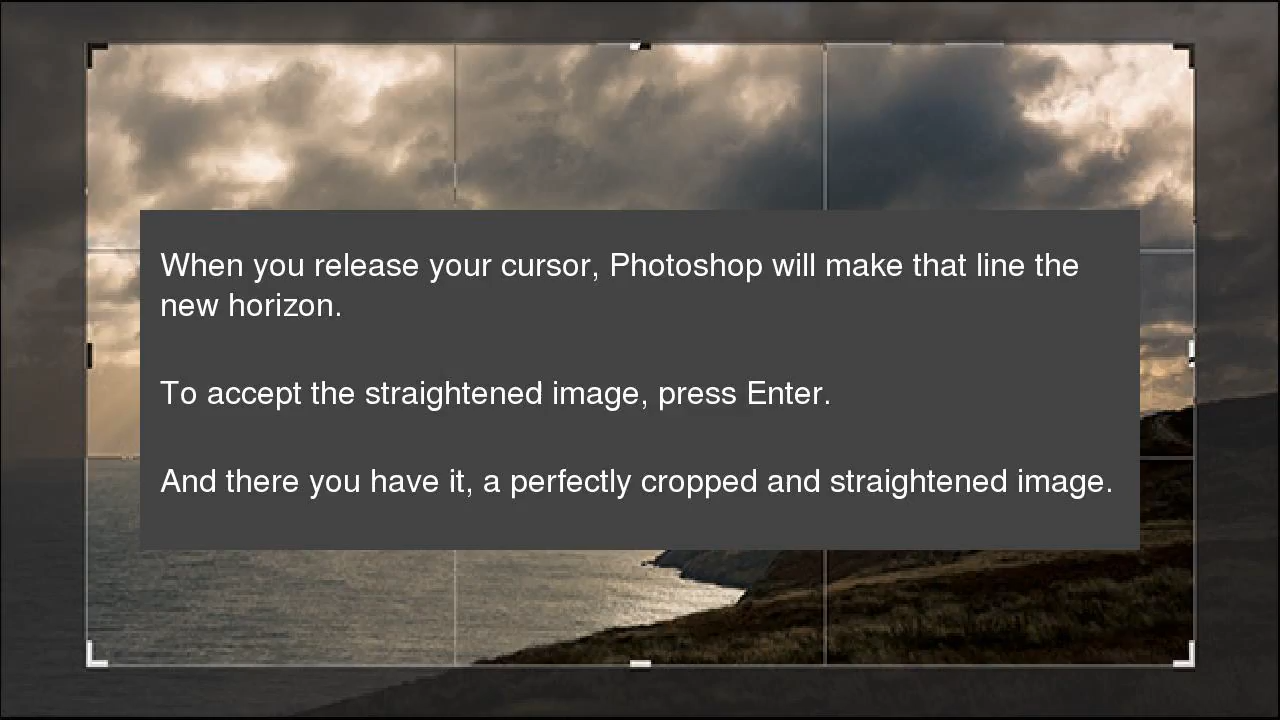 When you release your cursor, Photoshop will make that line the
new horizon.
To accept the straightened image, press Enter.
And there you have it, a perfectly cropped and straightened image.